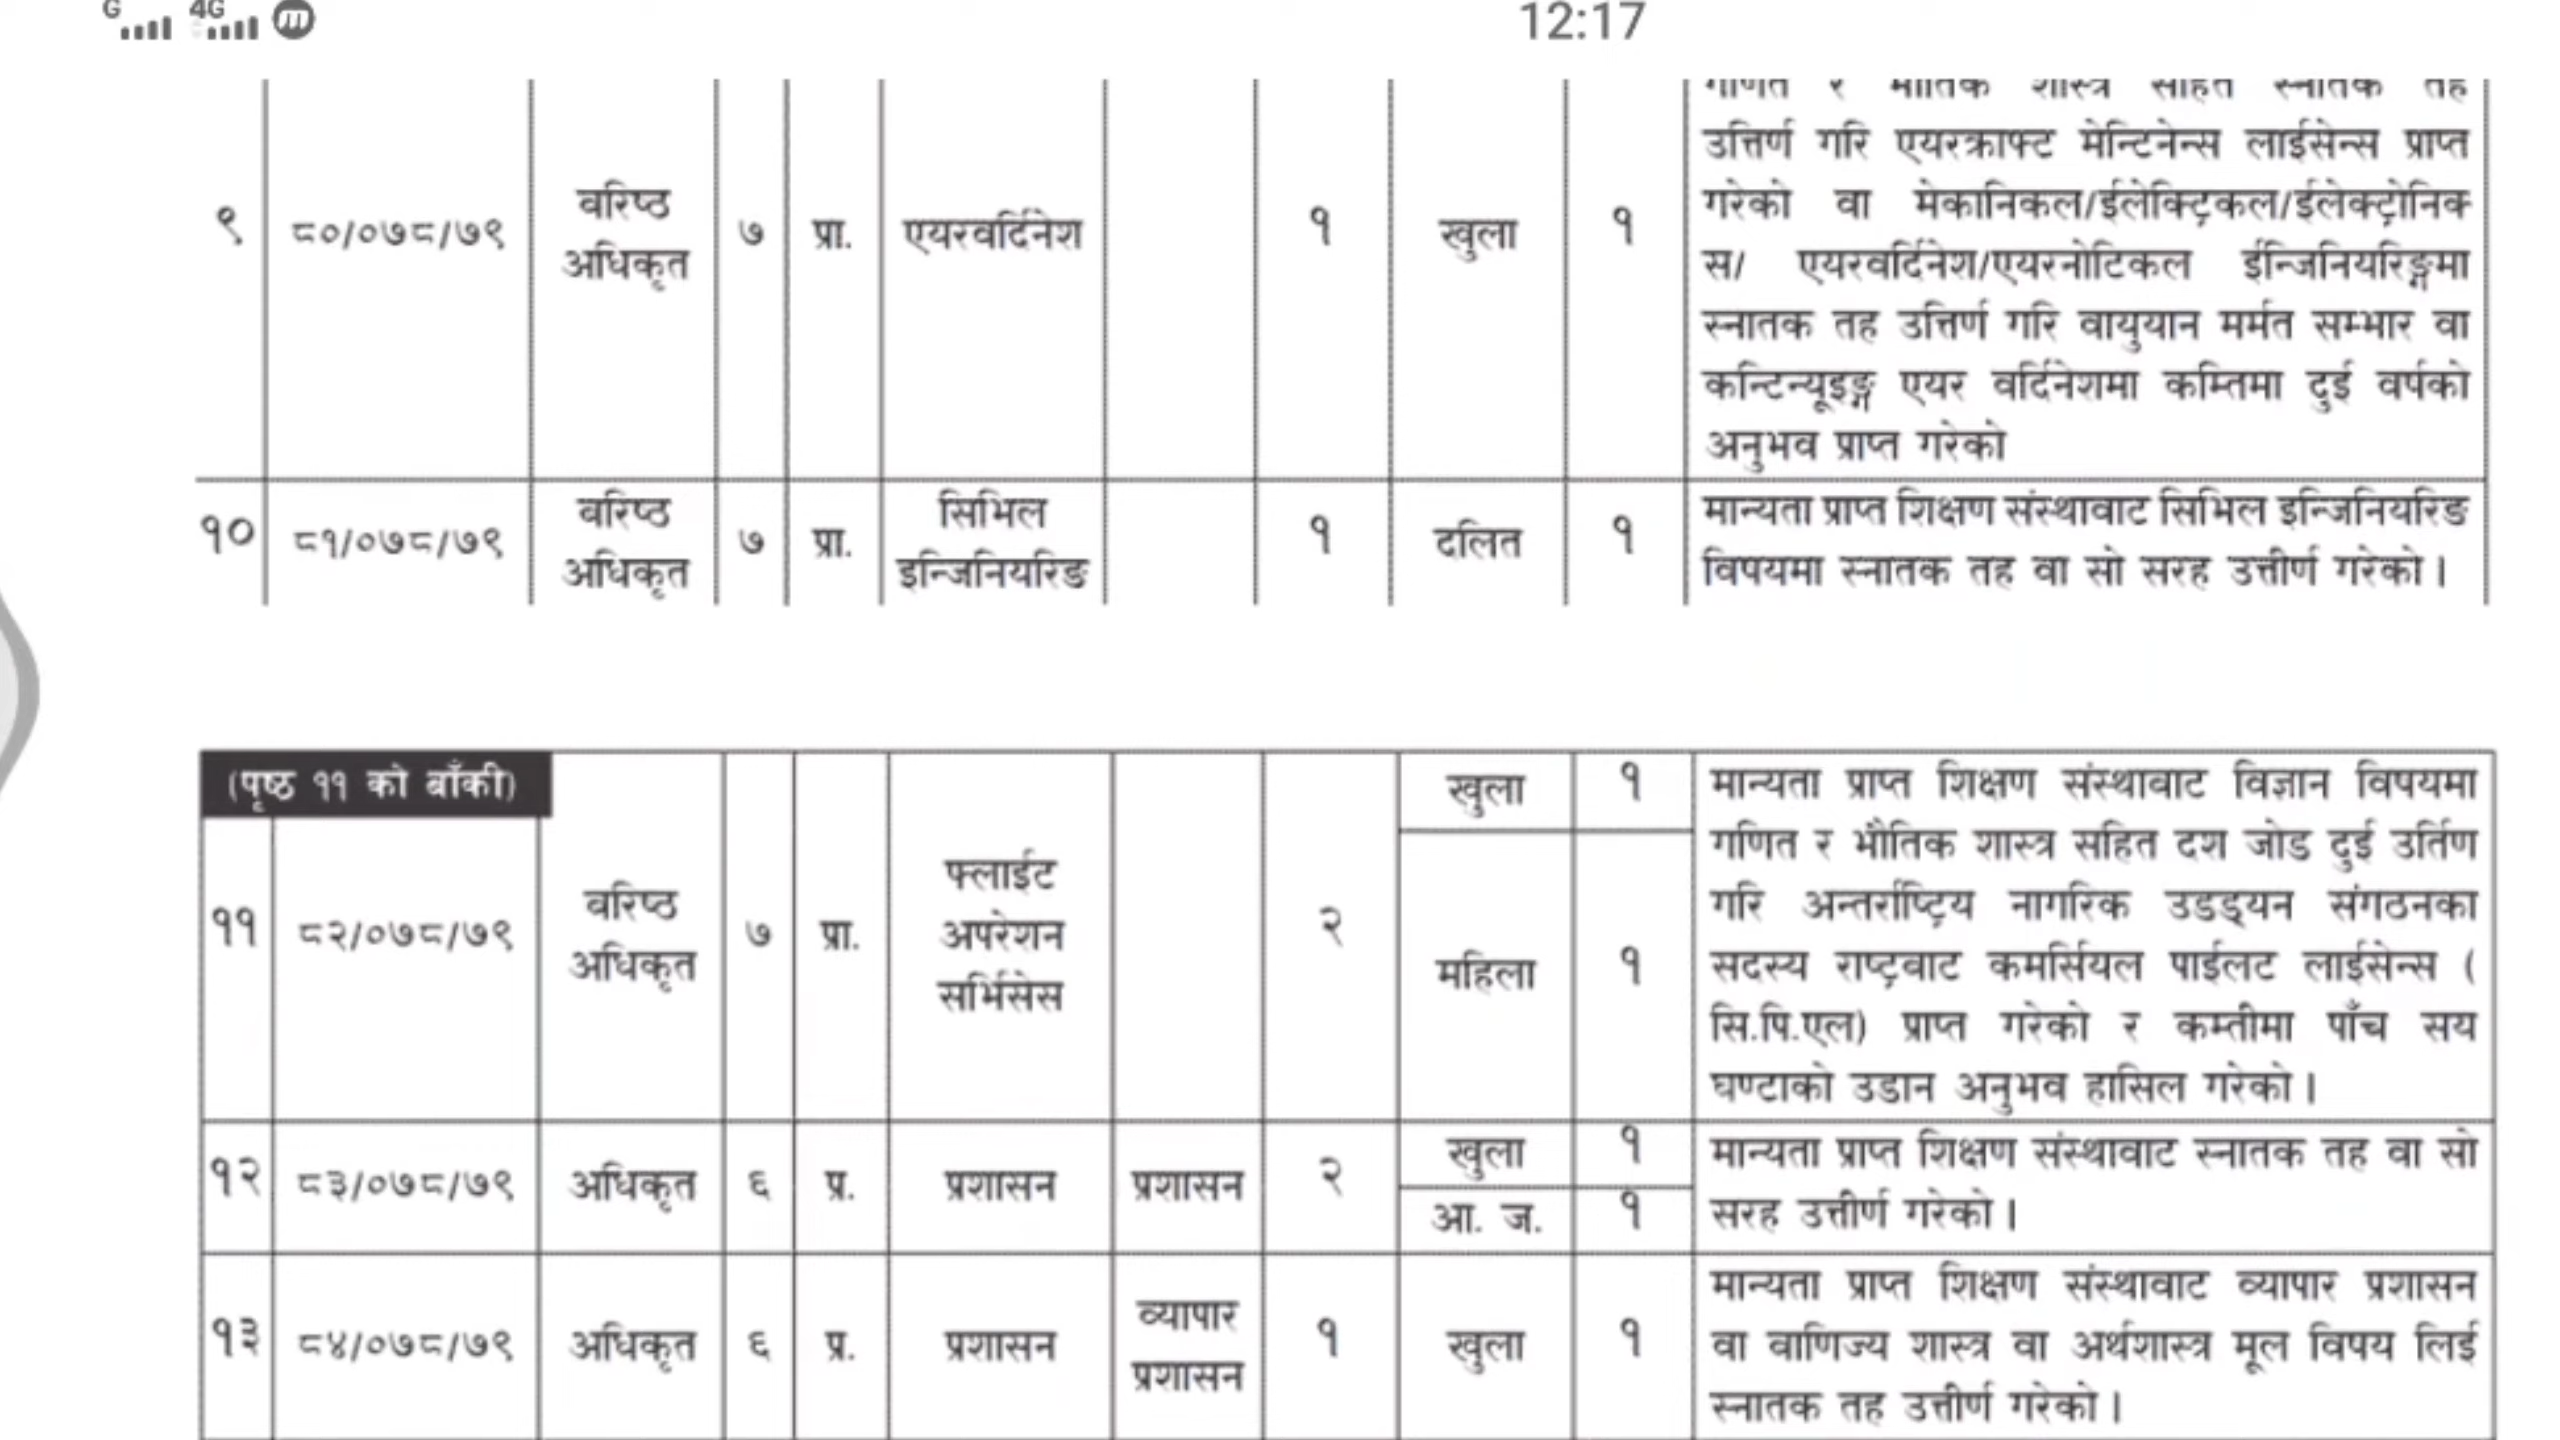 G 4G m 12:17
गणित र भौतिक शास्त्र सहित स्नातक तह
उत्तिर्ण गरि एयरक्राफ्ट मेन्टिनेन्स लाईसेन्स प्राप्त
गरेको वा मेकानिकल/ईलेक्ट्रिकल/ईलेक्ट्रोनिक
स/ एयरवर्दिनेश/एयरनोटिकल ईन्जिनियरिङ्गमा
स्नातक तह उत्तिर्ण गरि वायुयान मर्मत सम्भार वा
कन्टिन्यूइङ्ग एयर वर्दिनेशमा कम्तिमा दुई वर्षको
अनुभव प्राप्त गरेको
९ ८०/०७८/७९ वरिष्ठ अधिकृत ७ प्रा. एयरवर्दिनेश १ खुला १
१० ८१/०७८/७९ वरिष्ठ अधिकृत ७ प्रा. सिभिल इन्जिनियरिङ १ दलित १
मान्यता प्राप्त शिक्षण संस्थावाट सिभिल इन्जिनियरिङ
विषयमा स्नातक तह वा सो सरह उत्तीर्ण गरेको ।
(पृष्ठ ११ को बाँकी)
११ ८२/०७८/७९ वरिष्ठ अधिकृत ७ प्रा. फ्लाईट अपरेशन सर्भिसेस २
खुला १
महिला १
मान्यता प्राप्त शिक्षण संस्थावाट विज्ञान विषयमा
गणित र भौतिक शास्त्र सहित दश जोड दुई उर्तिण
गरि अन्तर्राष्ट्रिय नागरिक उडड्यन संगठनका
सदस्य राष्ट्रबाट कमर्सियल पाईलट लाईसेन्स (
सि.पि.एल) प्राप्त गरेको र कम्तीमा पाँच सय
घण्टाको उडान अनुभव हासिल गरेको ।
१२ ८३/०७८/७९ अधिकृत ६ प्र. प्रशासन प्रशासन २
खुला १
आ. ज. १
मान्यता प्राप्त शिक्षण संस्थावाट स्नातक तह वा सो
सरह उत्तीर्ण गरेको ।
१३ ८४/०७८/७९ अधिकृत ६ प्र. प्रशासन व्यापार प्रशासन १ खुला १
मान्यता प्राप्त शिक्षण संस्थावाट व्यापार प्रशासन
वा वाणिज्य शास्त्र वा अर्थशास्त्र मूल विषय लिई
स्नातक तह उत्तीर्ण गरेको ।